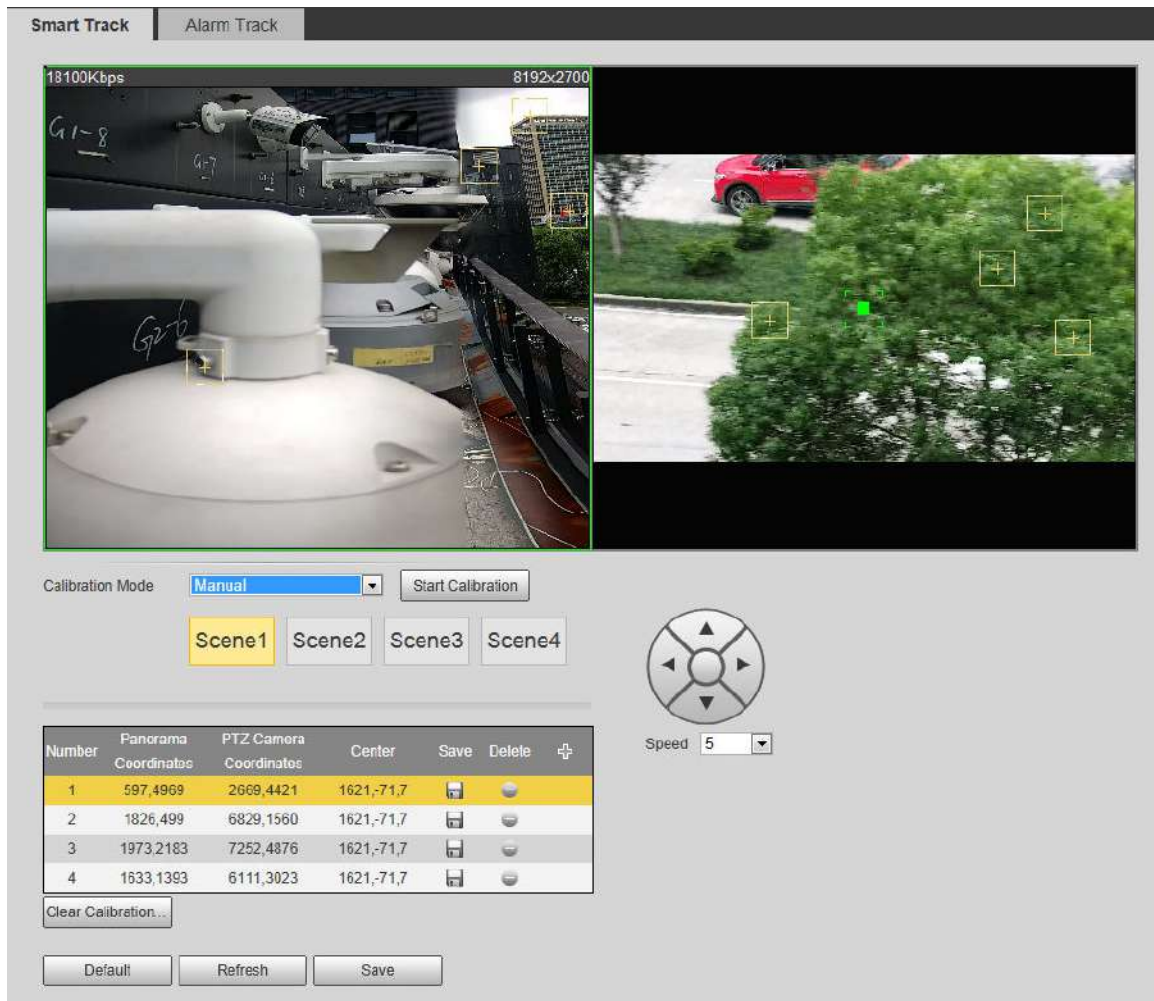 Smart Track Alarm Track
18100Kbps 8192x2700
G1-8
G1-7
G2-6
Calibration Mode Manual Start Calibration
Scene1 Scene2 Scene3 Scene4
Number Panorama Coordinates PTZ Camera Coordinates Center Save Delete
1 597,4969 2669,4421 1621,-71,7
2 1826,499 6829,1560 1621,-71,7
3 1973,2183 7252,4876 1621,-71,7
4 1633,1393 6111,3023 1621,-71,7
Speed 5
Clear Calibration...
Default Refresh Save